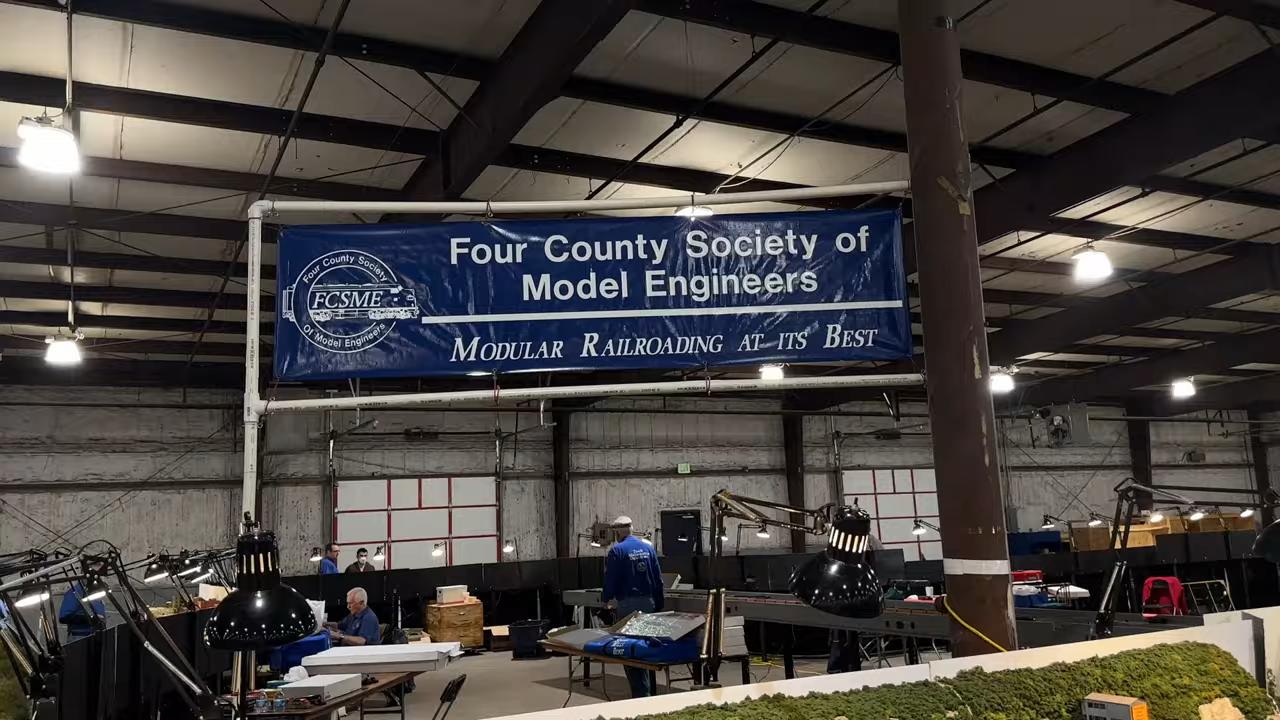 Four County Society of
Model Engineers
Four County Society
FCSME
Of Model Engineers
MODULAR RAILROADING AT ITS BEST